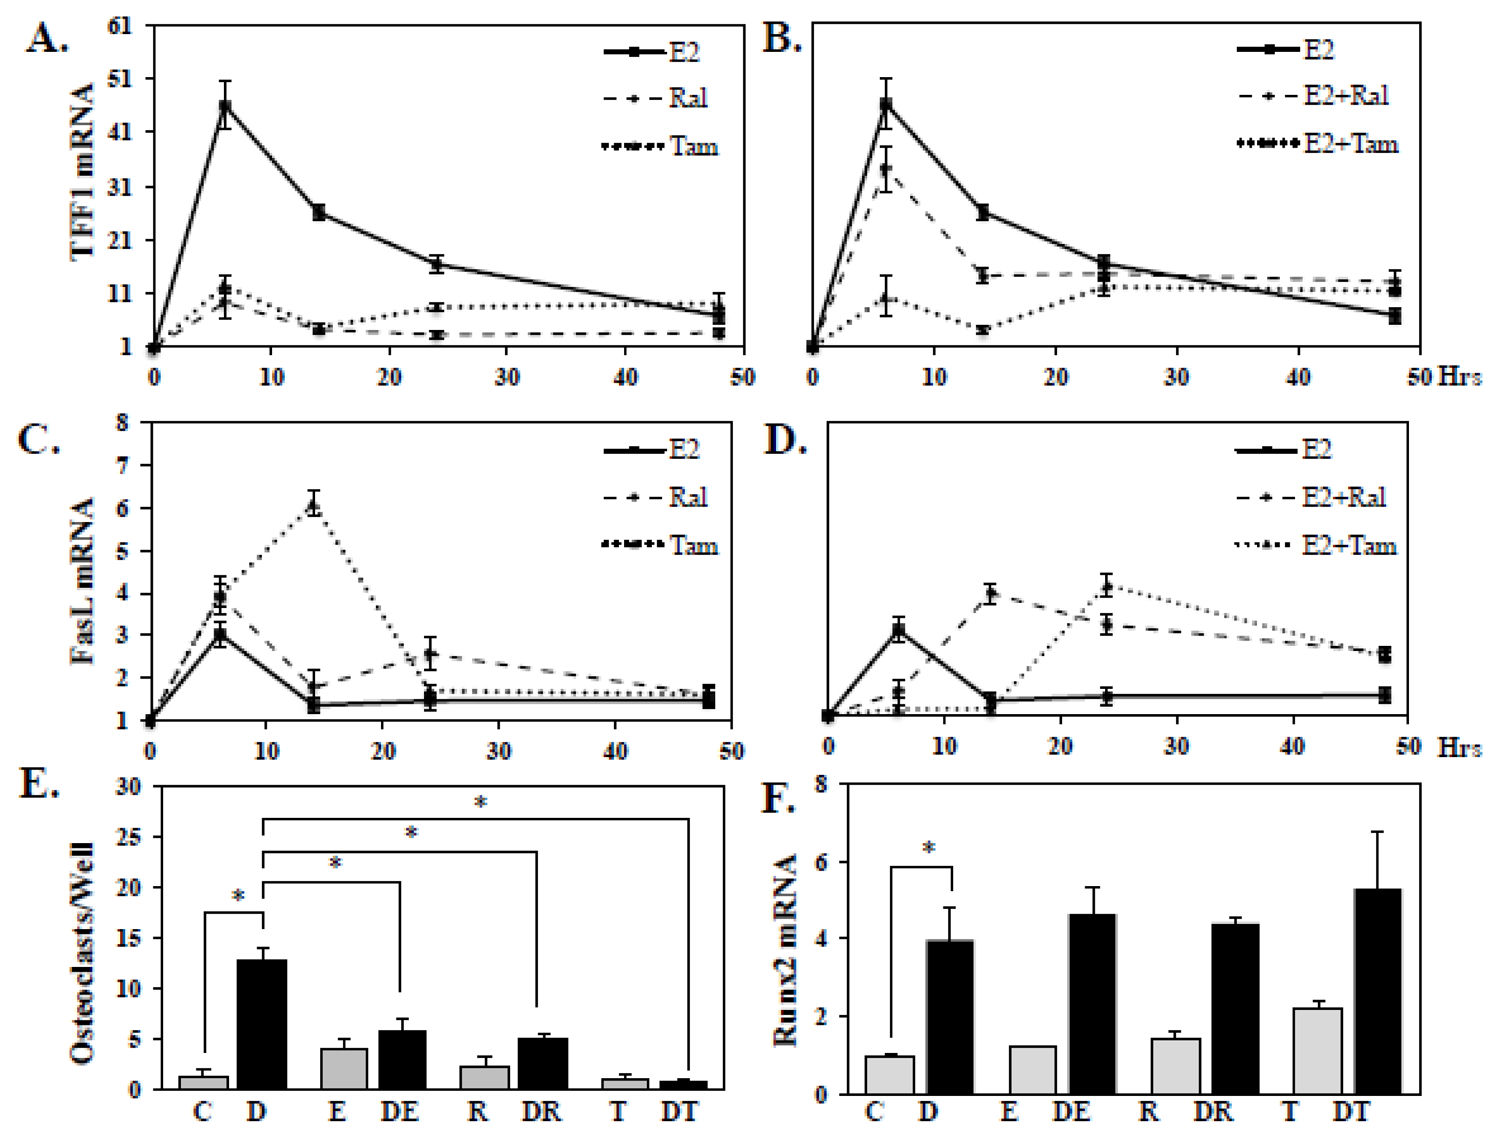 A.
TFF1 mRNA
61
51
41
31
21
11
1
E2
Ral
Tam
0 10 20 30 40 50
B.
E2
E2+Ral
E2+Tam
0 10 20 30 40 50 Hrs
C.
FasL mRNA
8
7
6
5
4
3
2
1
E2
Ral
Tam
0 10 20 30 40 50
D.
E2
E2+Ral
E2+Tam
0 10 20 30 40 50 Hrs
E.
Osteoclasts/Well
30
25
20
15
10
5
0
*
*
*
*
C D E DE R DR T DT
F.
Runx2 mRNA
8
6
4
2
0
*
C D E DE R DR T DT